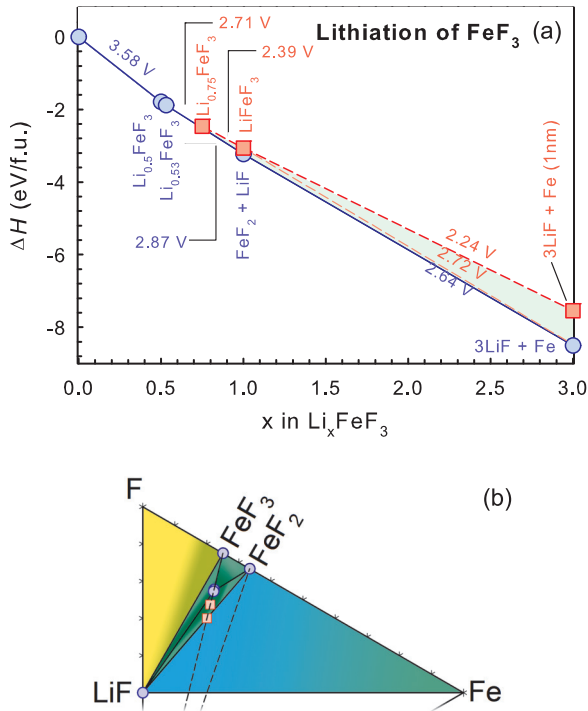 Lithiation of FeF3 (a)
ΔH (eV/f.u.)
0
-2
-4
-6
-8
3.58 V
2.71 V
2.39 V
Li0.75FeF3
LiFeF3
Li0.5FeF3
Li0.53FeF3
2.87 V
FeF2 + LiF
2.24 V
2.72 V
2.64 V
3LiF + Fe (1nm)
3LiF + Fe
0.0
0.5
1.0
1.5
2.0
2.5
3.0
x in LixFeF3
(b)
F
FeF3
FeF2
LiF
Fe